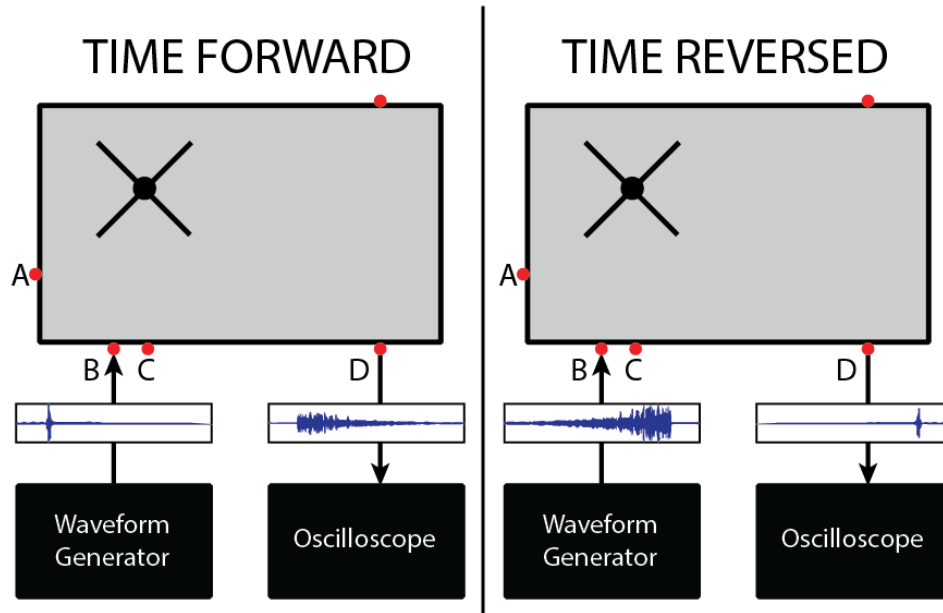 TIME FORWARD
A
B
C
D
Waveform
Generator
Oscilloscope
TIME REVERSED
A
B
C
D
Waveform
Generator
Oscilloscope